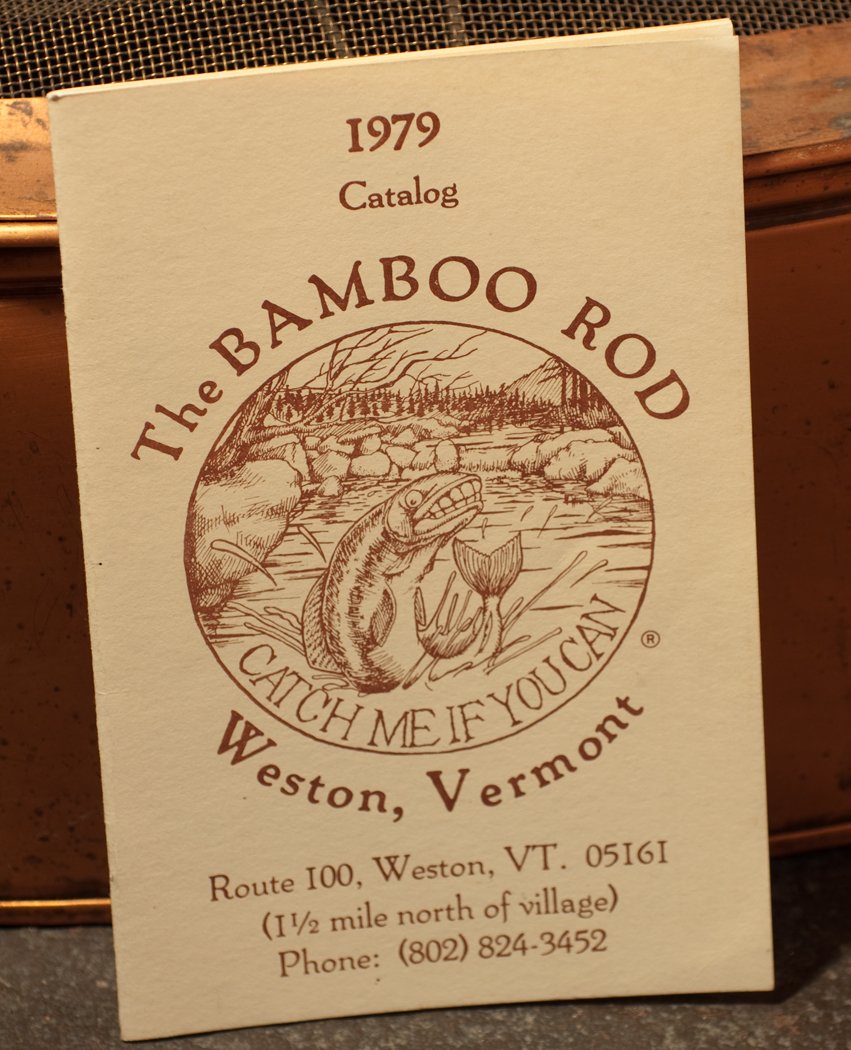 1979
Catalog
The BAMBOO ROD
CATCH ME IF YOU CAN
®
Weston, Vermont
Route 100, Weston, VT. 05161
(1½ mile north of village)
Phone: (802) 824-3452